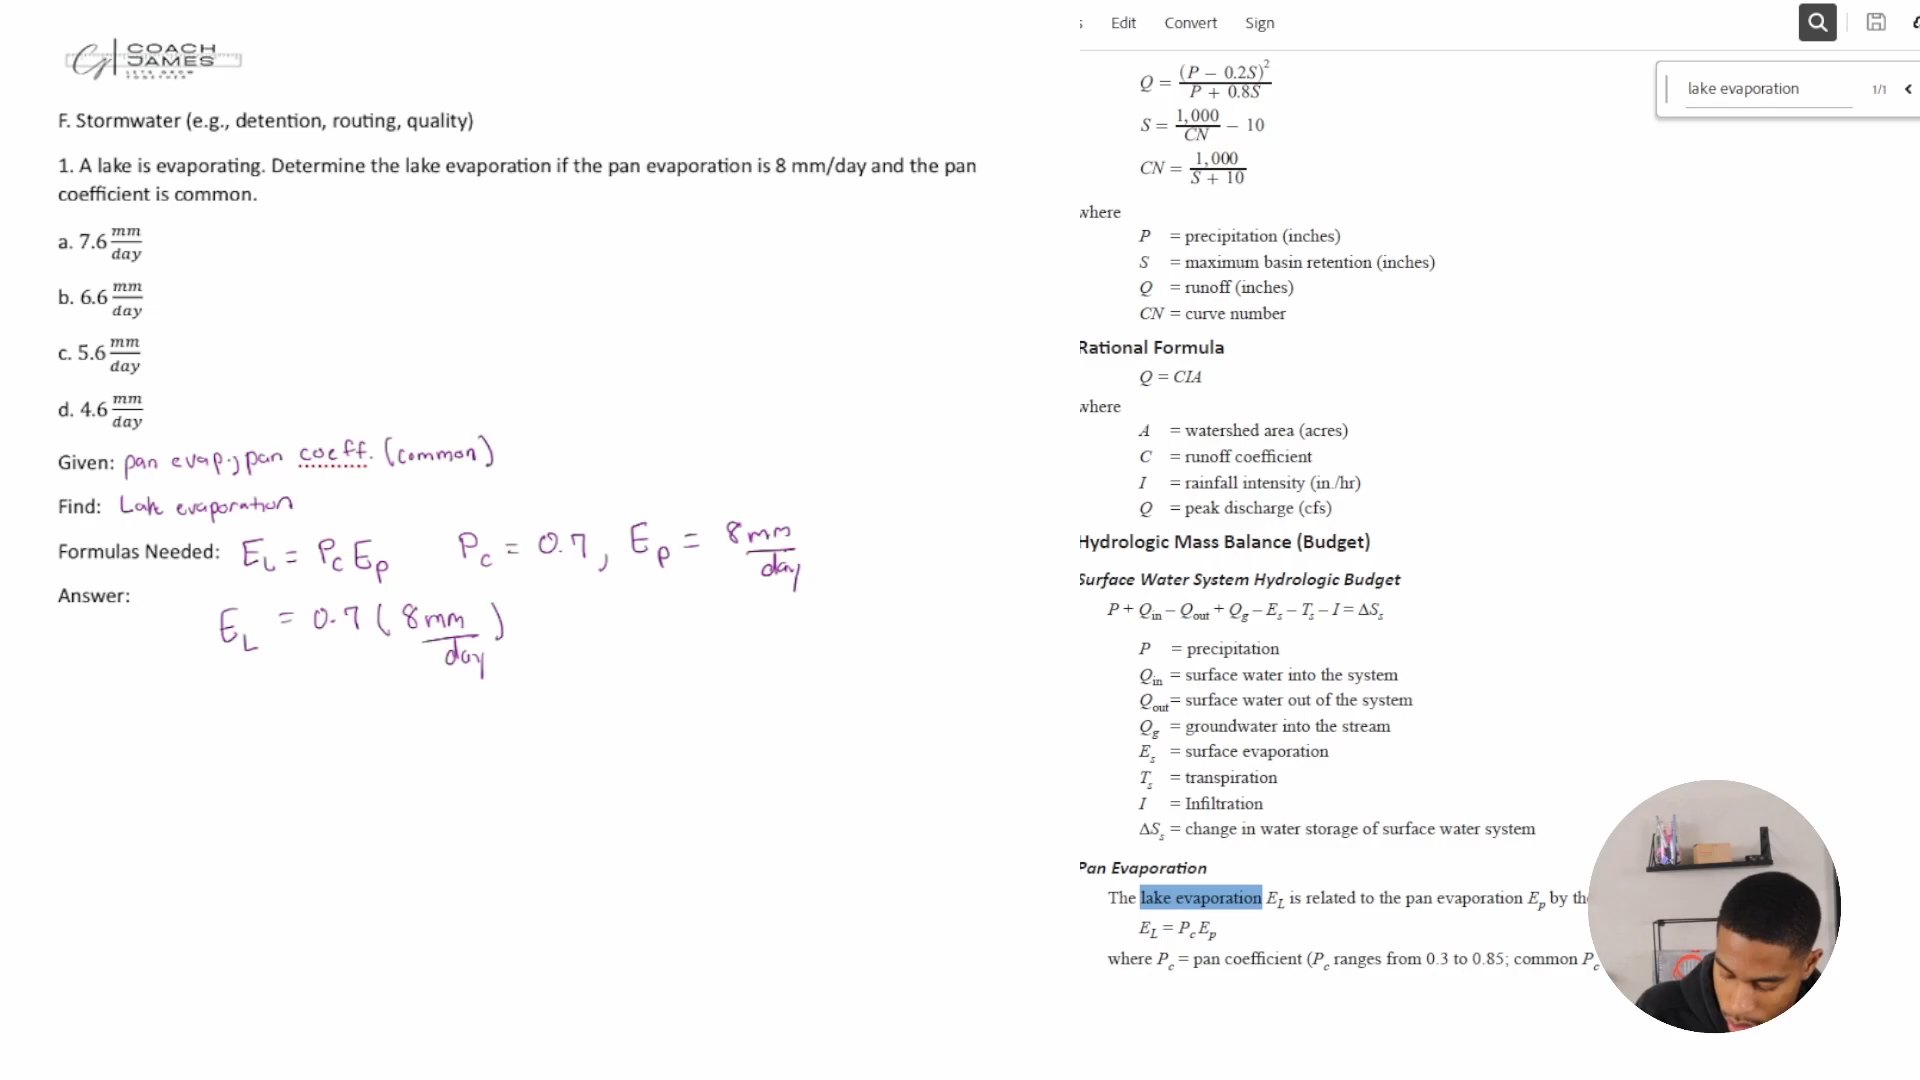 COACH
JAMES
LETS GROW
TOGETHER
F. Stormwater (e.g., detention, routing, quality)
1. A lake is evaporating. Determine the lake evaporation if the pan evaporation is 8 mm/day and the pan
coefficient is common.
a. 7.6 mm/day
b. 6.6 mm/day
c. 5.6 mm/day
d. 4.6 mm/day
Given: pan evap., pan coeff. (common)
Find: Lake evaporation
Formulas Needed: E_L = P_c E_p P_c = 0.7, E_p = 8 mm/day
Answer:
E_L = 0.7 (8 mm/day)
Edit Convert Sign
lake evaporation 1/1
Q = (P − 0.2S)² / P + 0.8S
S = 1,000/CN − 10
CN = 1,000 / S + 10
where
P = precipitation (inches)
S = maximum basin retention (inches)
Q = runoff (inches)
CN = curve number
Rational Formula
Q = CIA
where
A = watershed area (acres)
C = runoff coefficient
I = rainfall intensity (in./hr)
Q = peak discharge (cfs)
Hydrologic Mass Balance (Budget)
Surface Water System Hydrologic Budget
P + Q_in − Q_out + Q_g − E_s − T_s − I = ΔS_s
P = precipitation
Q_in = surface water into the system
Q_out = surface water out of the system
Q_g = groundwater into the stream
E_s = surface evaporation
T_s = transpiration
I = Infiltration
ΔS_s = change in water storage of surface water system
Pan Evaporation
The lake evaporation E_L is related to the pan evaporation E_p by th
E_L = P_c E_p
where P_c = pan coefficient (P_c ranges from 0.3 to 0.85; common P_c